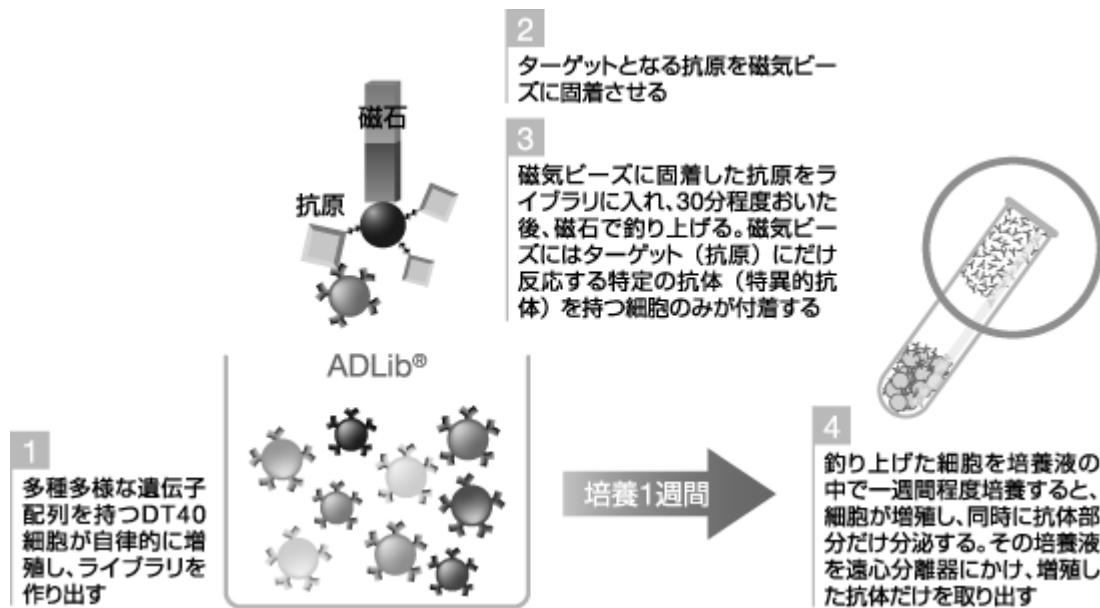 2
ターゲットとなる抗原を磁気ビー
ズに固着させる
磁石
3
磁気ビーズに固着した抗原をラ
イブラリに入れ、30分程度おいた
後、磁石で釣り上げる。磁気ビー
ズにはターゲット（抗原）にだけ
反応する特定の抗体（特異的抗
体）を持つ細胞のみが付着する
抗原
ADLib®
1
多種多様な遺伝子
配列を持つDT40
細胞が自律的に増
殖し、ライブラリを
作り出す
培養1週間
4
釣り上げた細胞を培養液の
中で一週間程度培養すると、
細胞が増殖し、同時に抗体部
分だけ分泌する。その培養液
を遠心分離器にかけ、増殖し
た抗体だけを取り出す